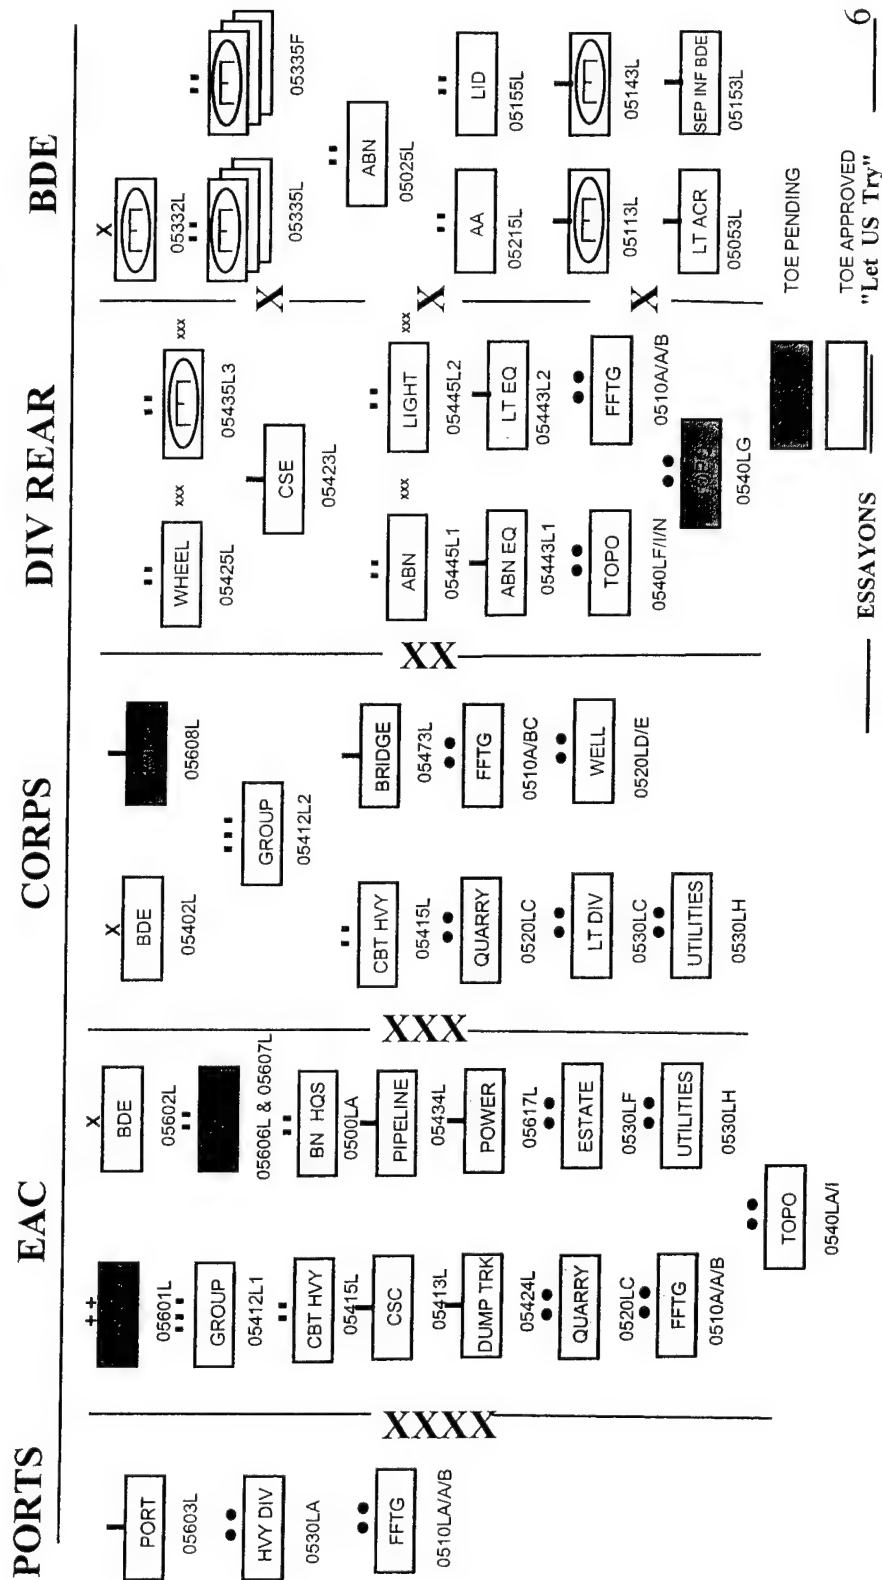 PORTS EAC CORPS DIV REAR BDE
PORT
05603L
HVY DIV
0530LA
FFTG
0510LA/A/B
XXXX
++
05601L
GROUP
05412L1
CBT HVY
05415L
CSC
05413L
DUMP TRK
05424L
QUARRY
0520LC
FFTG
0510A/A/B
X
BDE
05602L
05606L & 05607L
BN HQS
0500LA
PIPELINE
05434L
POWER
05617L
ESTATE
0530LF
UTILITIES
0530LH
TOPO
0540LA/I
XXX
X
BDE
05402L
05608L
GROUP
05412L2
CBT HVY
05415L
BRIDGE
05473L
QUARRY
0520LC
FFTG
0510A/BC
LT DIV
0530LC
WELL
0520LD/E
UTILITIES
0530LH
XX
WHEEL
xxx
05425L
xxx
05435L3
CSE
05423L
ABN
xxx
05445L1
LIGHT
xxx
05445L2
ABN EQ
05443L1
LT EQ
05443L2
TOPO
0540LF/I/N
FFTG
0510A/A/B
0540LG
X
X
X
X
05332L
05335L
05335F
ABN
05025L
AA
05215L
LID
05155L
05113L
05143L
LT ACR
05053L
SEP INF BDE
05153L
TOE PENDING
TOE APPROVED
ESSAYONS "Let US Try" 6